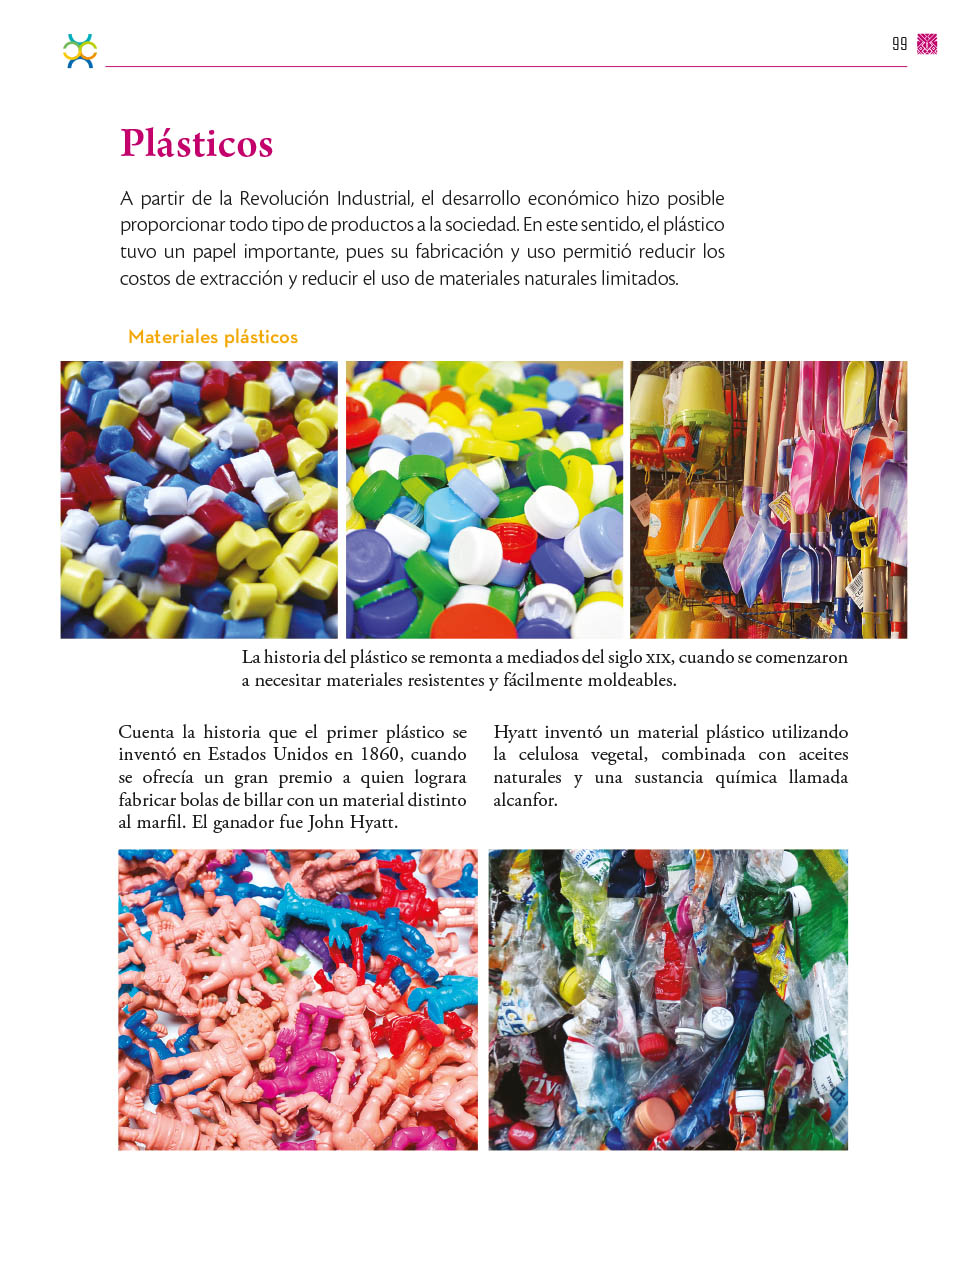 99
Plásticos
A partir de la Revolución Industrial, el desarrollo económico hizo posible
proporcionar todo tipo de productos a la sociedad. En este sentido, el plástico
tuvo un papel importante, pues su fabricación y uso permitió reducir los
costos de extracción y reducir el uso de materiales naturales limitados.
Materiales plásticos
La historia del plástico se remonta a mediados del siglo XIX, cuando se comenzaron
a necesitar materiales resistentes y fácilmente moldeables.
Cuenta la historia que el primer plástico se
inventó en Estados Unidos en 1860, cuando
se ofrecía un gran premio a quien lograra
fabricar bolas de billar con un material distinto
al marfil. El ganador fue John Hyatt.
Hyatt inventó un material plástico utilizando
la celulosa vegetal, combinada con aceites
naturales y una sustancia química llamada
alcanfor.